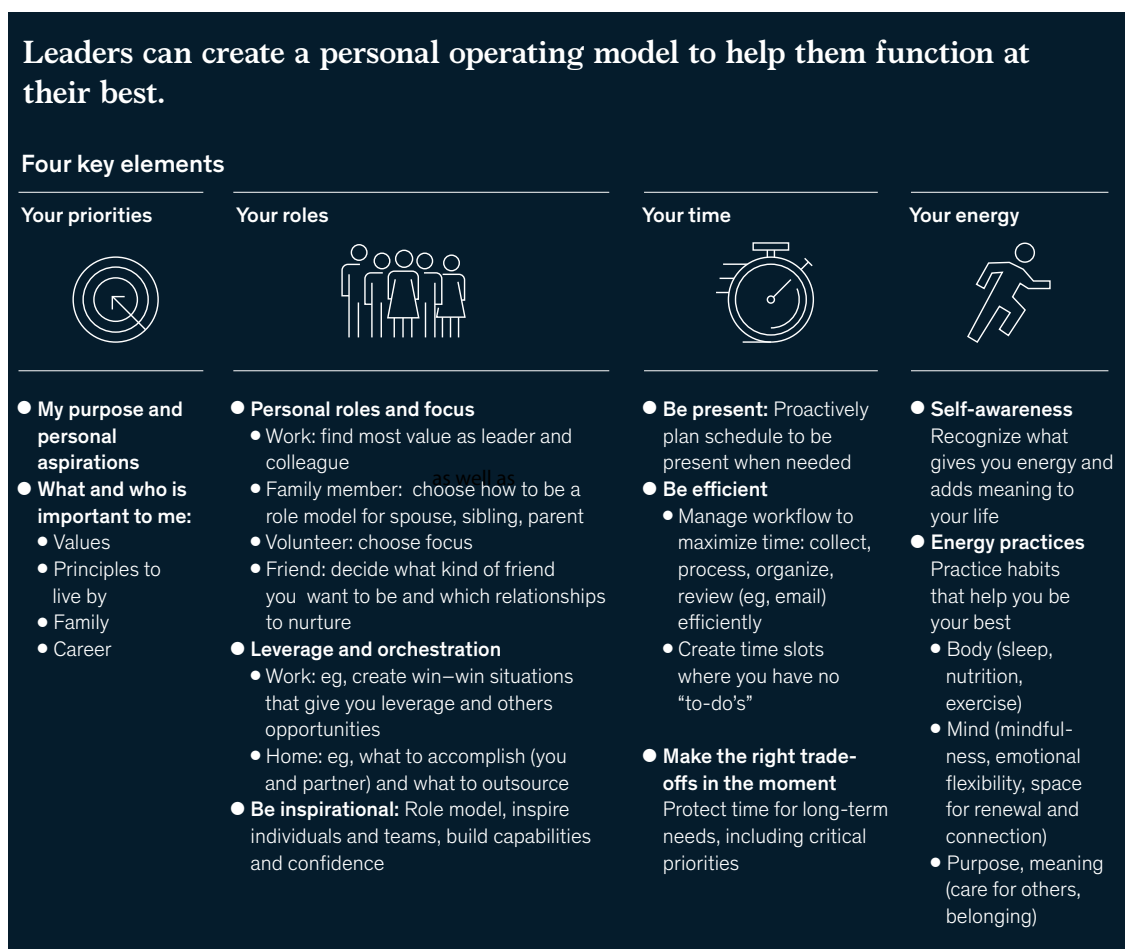 Leaders can create a personal operating model to help them function at
their best.
Four key elements
Your priorities
● My purpose and
personal
aspirations
● What and who is
important to me:
● Values
● Principles to
live by
● Family
● Career
Your roles
● Personal roles and focus
● Work: find most value as leader and
colleague
as well as
● Family member:  choose how to be a
role model for spouse, sibling, parent
● Volunteer: choose focus
● Friend: decide what kind of friend
you  want to be and which relationships
to nurture
● Leverage and orchestration
● Work: eg, create win–win situations
that give you leverage and others
opportunities
● Home: eg, what to accomplish (you
and partner) and what to outsource
● Be inspirational: Role model, inspire
individuals and teams, build capabilities
and confidence
Your time
● Be present: Proactively
plan schedule to be
present when needed
● Be efficient
● Manage workflow to
maximize time: collect,
process, organize,
review (eg, email)
efficiently
● Create time slots
where you have no
“to-do’s”
● Make the right trade-
offs in the moment
Protect time for long-term
needs, including critical
priorities
Your energy
● Self-awareness
Recognize what
gives you energy and
adds meaning to
your life
● Energy practices
Practice habits
that help you be
your best
● Body (sleep,
nutrition,
exercise)
● Mind (mindful-
ness, emotional
flexibility, space
for renewal and
connection)
● Purpose, meaning
(care for others,
belonging)